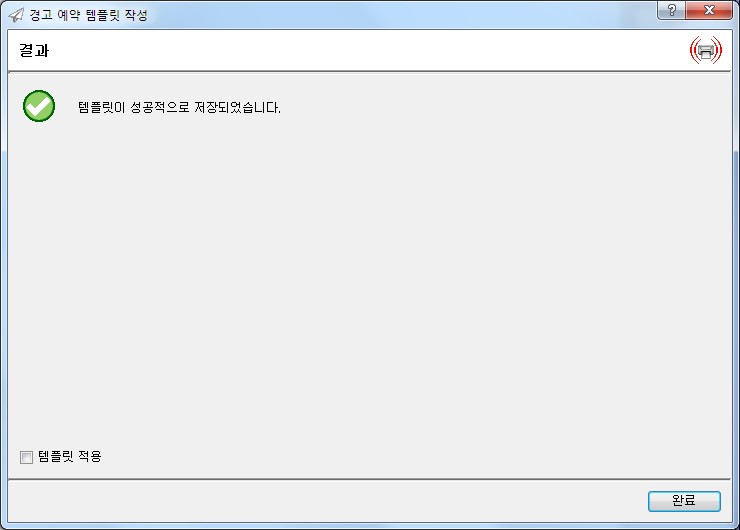 경고 예약 템플릿 작성
결과
템플릿이 성공적으로 저장되었습니다.
템플릿 적용
완료